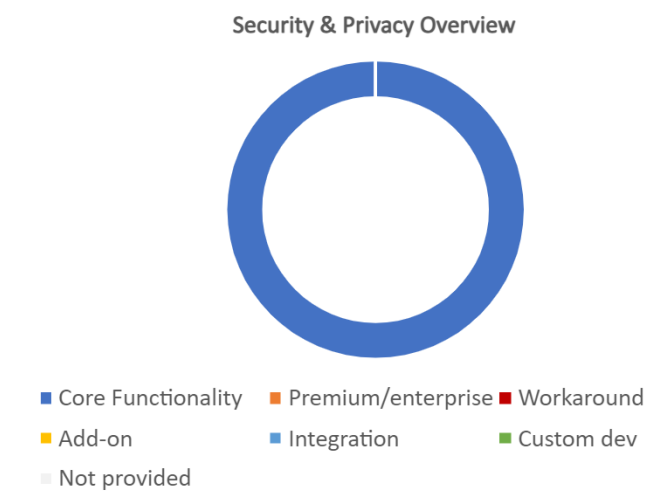 Security & Privacy Overview
Core Functionality Premium/enterprise Workaround
Add-on Integration Custom dev
Not provided